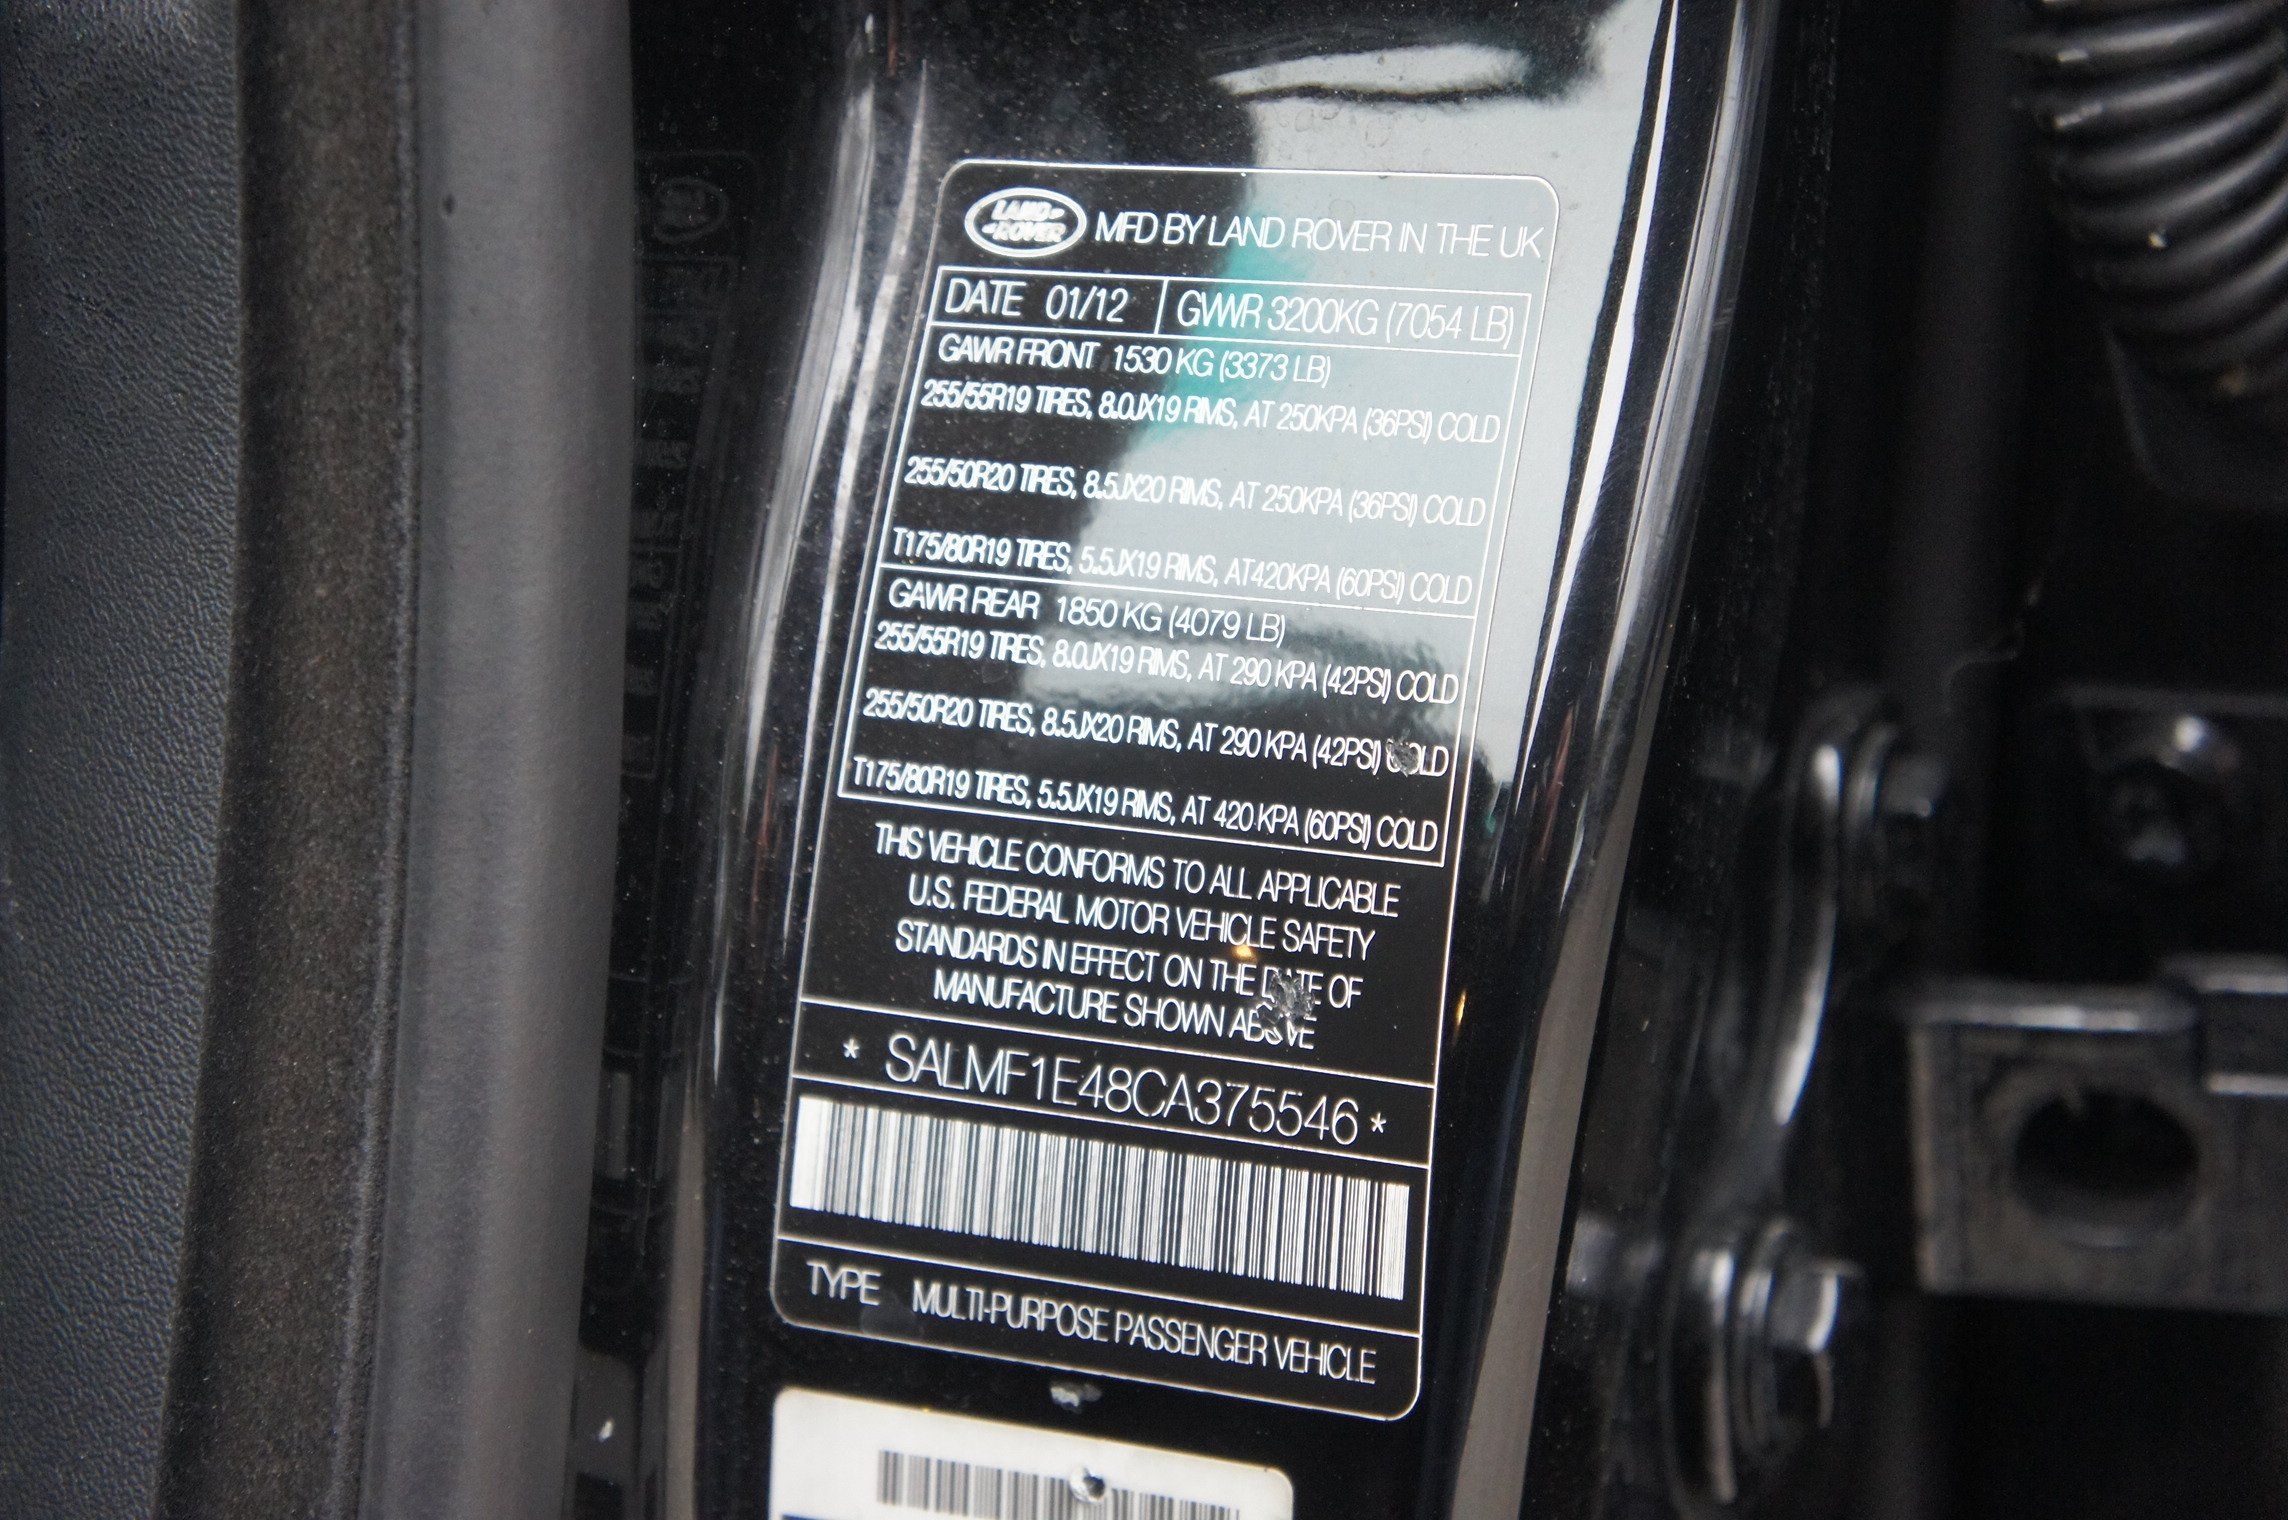 LAND ROVER MFD BY LAND ROVER IN THE UK
DATE 01/12 GVWR 3200KG (7054 LB)
GAWR FRONT 1530 KG (3373 LB)
255/55R19 TIRES, 8.0JX19 RIMS, AT 250KPA (36PSI) COLD
255/50R20 TIRES, 8.5JX20 RIMS, AT 250KPA (36PSI) COLD
T175/80R19 TIRES, 5.5JX19 RIMS, AT420KPA (60PSI) COLD
GAWR REAR 1850 KG (4079 LB)
255/55R19 TIRES, 8.0JX19 RIMS, AT 290 KPA (42PSI) COLD
255/50R20 TIRES, 8.5JX20 RIMS, AT 290 KPA (42PSI) COLD
T175/80R19 TIRES, 5.5JX19 RIMS, AT 420 KPA (60PSI) COLD
THIS VEHICLE CONFORMS TO ALL APPLICABLE
U.S. FEDERAL MOTOR VEHICLE SAFETY
STANDARDS IN EFFECT ON THE DATE OF
MANUFACTURE SHOWN ABOVE
* SALMF1E48CA375546 *
TYPE MULTI-PURPOSE PASSENGER VEHICLE